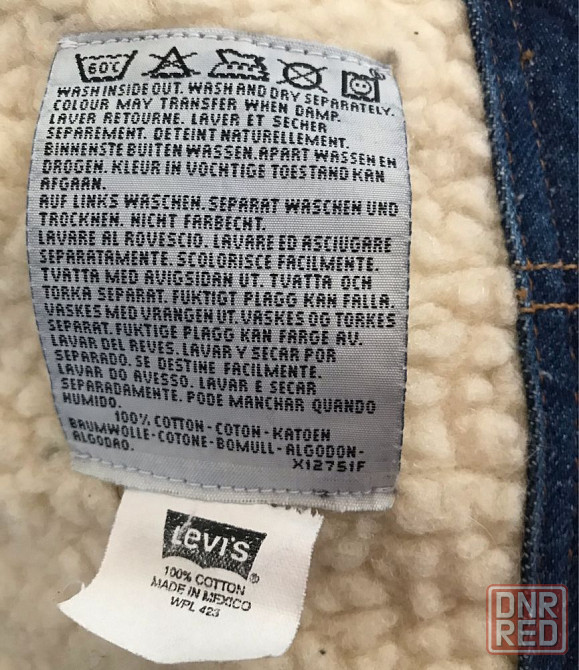 60°C
WASH INSIDE OUT. WASH AND DRY SEPARATELY.
COLOUR MAY TRANSFER WHEN DAMP.
LAVER RETOURNE. LAVER ET SECHER
SEPAREMENT. DETEINT NATURELLEMENT.
BINNENSTE BUITEN WASSEN. APART WASSEN EN
DROGEN. KLEUR IN VOCHTIGE TOESTAND KAN
AFGAAN.
AUF LINKS WASCHEN. SEPARAT WASCHEN UND
TROCKNEN. NICHT FARBECHT.
LAVARE AL ROVESCIO. LAVARE ED ASCIUGARE
SEPARATAMENTE. SCOLORISCE FACILMENTE.
TVATTA MED AVIGSIDAN UT. TVATTA OCH
TORKA SEPARAT. FUKTIGT PLAGG KAN FALLA.
VASKES MED VRANGEN UT. VASKES OG TORKES
SEPARAT. FUKTIGE PLAGG KAN FARGE AV.
LAVAR DEL REVES. LAVAR Y SECAR POR
SEPARADO. SE DESTINE FACILMENTE.
LAVAR DO AVESSO. LAVAR E SECAR
SEPARADAMENTE. PODE MANCHAR QUANDO
HUMIDO.
100% COTTON - COTON - KATOEN
BAUMWOLLE - COTONE - BOMULL - ALGODON -
ALGODAO.
X12751F
Levi's ®
100% COTTON
MADE IN MEXICO
WPL 423
DNR
RED